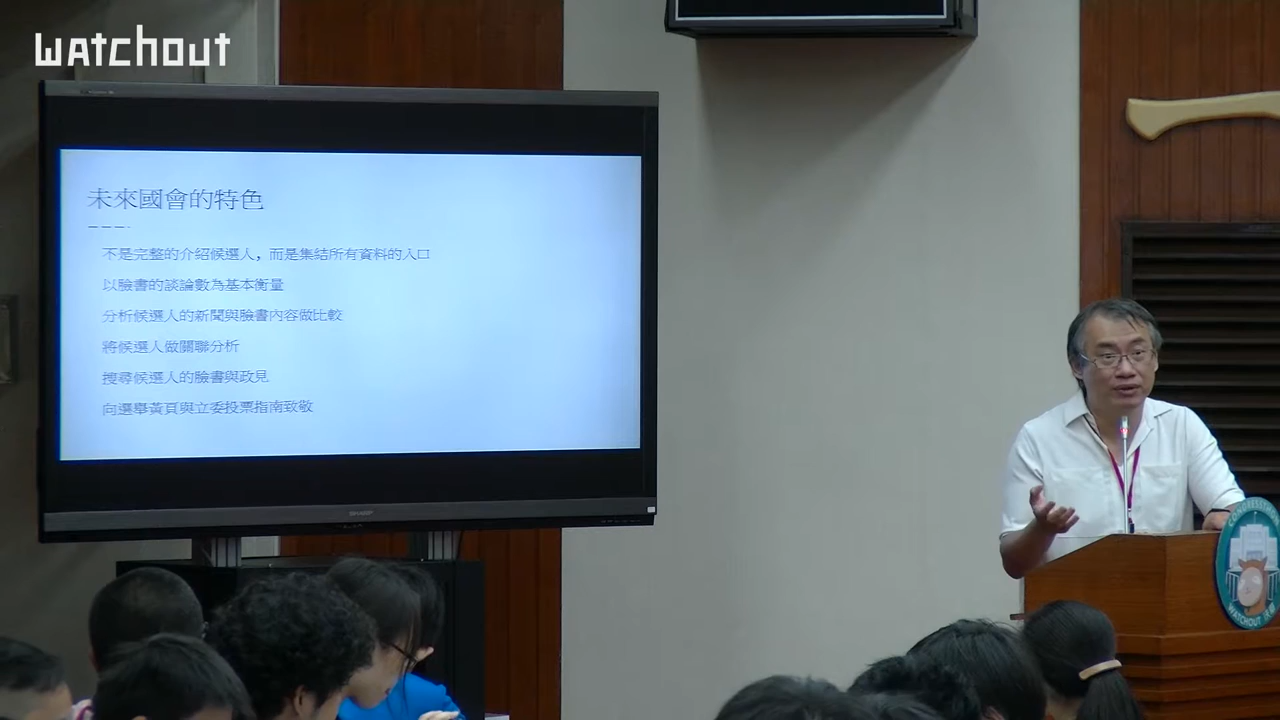 WATCHOUT
未來國會的特色
不是完整的介紹候選人，而是集結所有資料的入口
以臉書的談論數為基本衡量
分析候選人的新聞與臉書內容做比較
將候選人做關聯分析
搜尋候選人的臉書與政見
向選舉黃頁與立委投票指南致敬
SHARP
CONGRESSIONAL
WATCHOUT